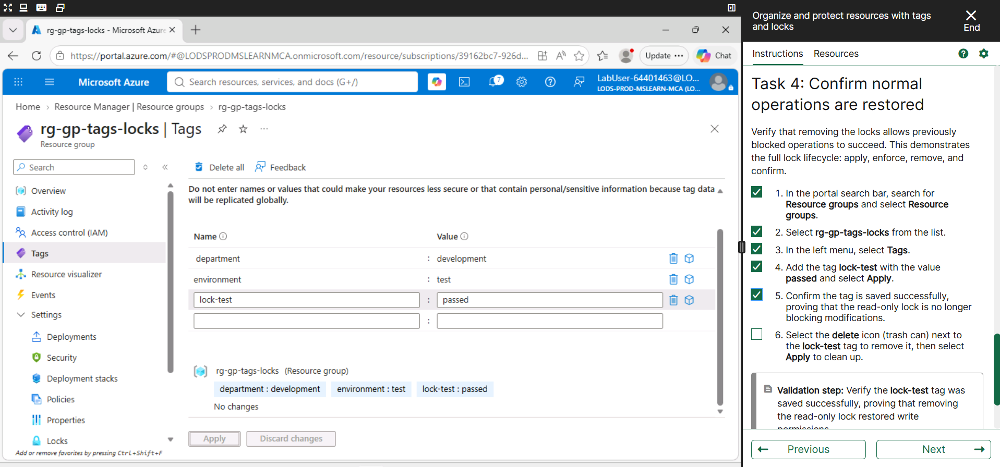 rg-gp-tags-locks - Microsoft Azure
https://portal.azure.com/#@LODSPRODMSLEARNMCA.onmicrosoft.com/resource/subscriptions/39162bc7-926d...
Update
Chat
Microsoft Azure
Search resources, services, and docs (G+/)
7
LabUser-64401463@LO...
LODS-PROD-MSLEARN-MCA (LO...
Home > Resource Manager | Resource groups > rg-gp-tags-locks
rg-gp-tags-locks | Tags
Resource group
Search
Overview
Activity log
Access control (IAM)
Tags
Resource visualizer
Events
Settings
Deployments
Security
Deployment stacks
Policies
Properties
Locks
Add or remove favorites by pressing Ctrl+Shift+F
Delete all
Feedback
Do not enter names or values that could make your resources less secure or that contain personal/sensitive information because tag data
will be replicated globally.
Name
Value
department : development
environment : test
lock-test : passed
:
rg-gp-tags-locks (Resource group)
department : development
environment : test
lock-test : passed
No changes
Apply
Discard changes
Organize and protect resources with tags
and locks
End
Instructions
Resources
Task 4: Confirm normal
operations are restored
Verify that removing the locks allows previously
blocked operations to succeed. This demonstrates
the full lock lifecycle: apply, enforce, remove, and
confirm.
1. In the portal search bar, search for
Resource groups and select Resource
groups.
2. Select rg-gp-tags-locks from the list.
3. In the left menu, select Tags.
4. Add the tag lock-test with the value
passed and select Apply.
5. Confirm the tag is saved successfully,
proving that the read-only lock is no longer
blocking modifications.
6. Select the delete icon (trash can) next to
the lock-test tag to remove it, then select
Apply to clean up.
Validation step: Verify the lock-test tag was
saved successfully, proving that removing
the read-only lock restored write
permissions.
Previous
Next